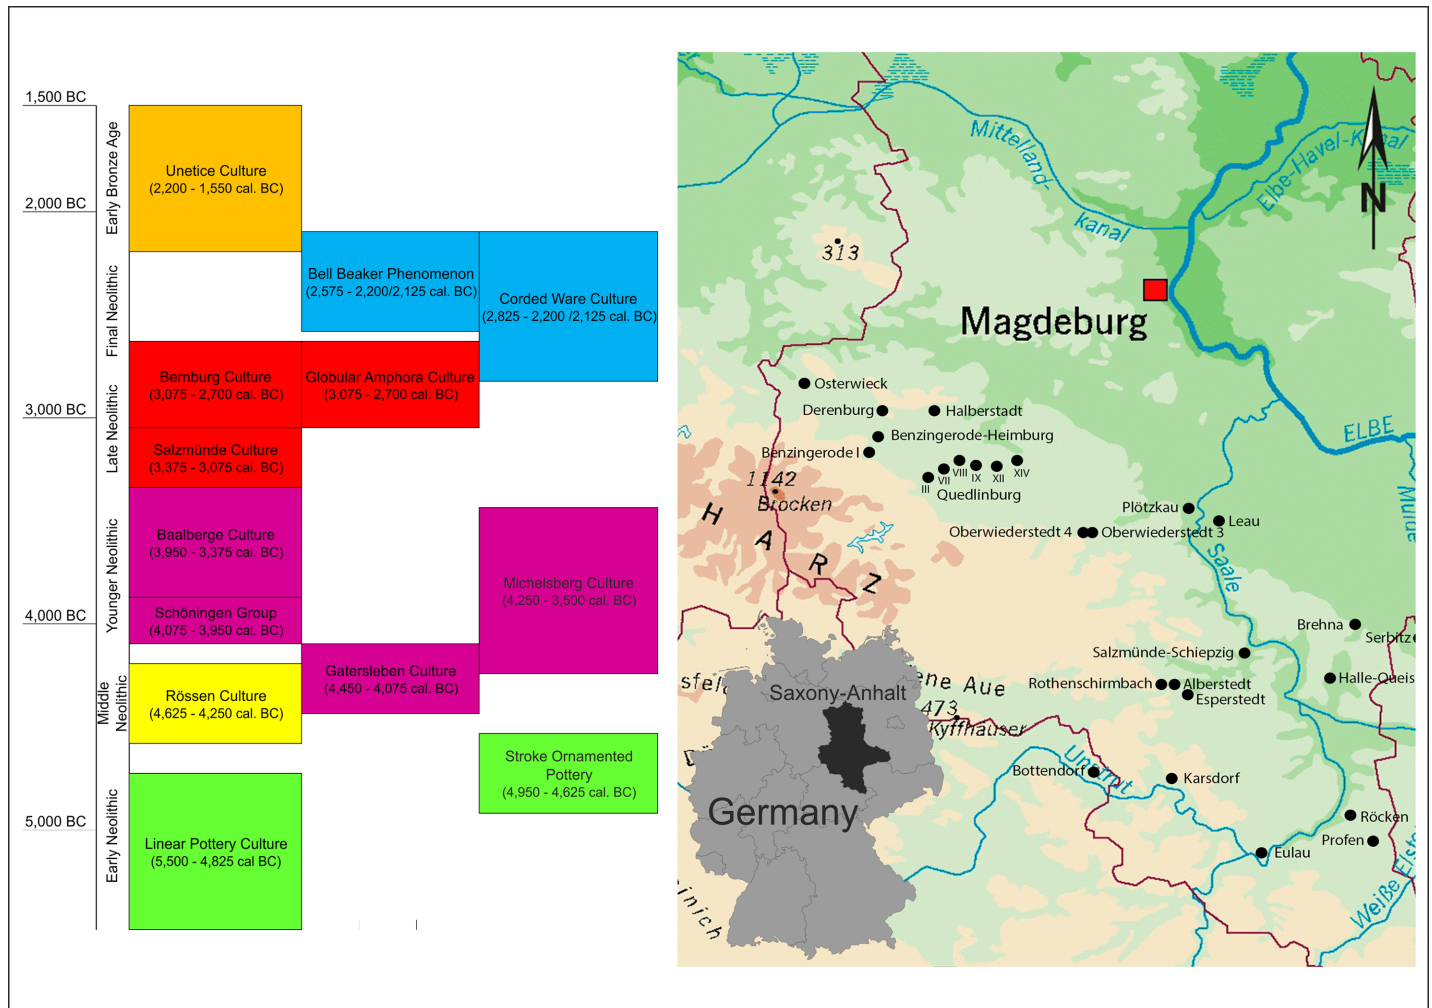 1,500 BC
2,000 BC
3,000 BC
4,000 BC
5,000 BC
Early Bronze Age
Final Neolithic
Late Neolithic
Younger Neolithic
Middle
Neolithic
Early Neolithic
Unetice Culture
(2,200 - 1,550 cal. BC)
Bell Beaker Phenomenon
(2,575 - 2,200/2,125 cal. BC)
Corded Ware Culture
(2,825 - 2,200 /2,125 cal. BC)
Bernburg Culture
(3,075 - 2,700 cal. BC)
Globular Amphora Culture
(3,075 - 2,700 cal. BC)
Salzmünde Culture
(3,375 - 3,075 cal. BC)
Baalberge Culture
(3,950 - 3,375 cal. BC)
Michelsberg Culture
(4,250 - 3,500 cal. BC)
Schöningen Group
(4,075 - 3,950 cal. BC)
Gatersleben Culture
(4,450 - 4,075 cal. BC)
Rössen Culture
(4,625 - 4,250 cal. BC)
Stroke Ornamented
Pottery
(4,950 - 4,625 cal. BC)
Linear Pottery Culture
(5,500 - 4,825 cal BC)
Mittelland-
kanal
Elbe-Havel-Kanal
N
313
Magdeburg
ELBE
Osterwieck
Derenburg
Halberstadt
Benzingerode-Heimburg
Benzingerode I
III
VII
VIII
IX
XII
XIV
Quedlinburg
1142
Brocken
HARZ
Plötzkau
Leau
Oberwiederstedt 4
Oberwiederstedt 3
Saale
Mulde
Brehna
Serbitz
Salzmünde-Schiepzig
Halle-Queis
Rothenschirmbach
Alberstedt
Esperstedt
sfel
ene Aue
473
Kyffhäuser
Saxony-Anhalt
Germany
Bottendorf
Unstrut
Karsdorf
Röcken
Profen
Eulau
Weiße Elst
inich